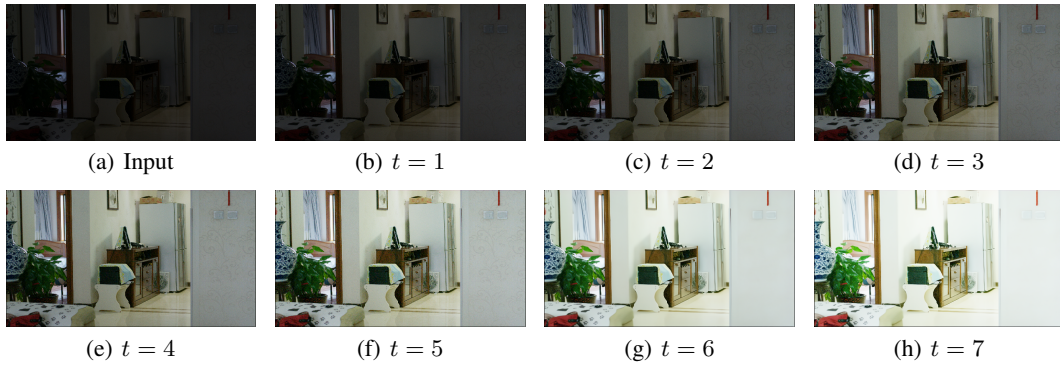 (a) Input
(b) t = 1
(c) t = 2
(d) t = 3
(e) t = 4
(f) t = 5
(g) t = 6
(h) t = 7